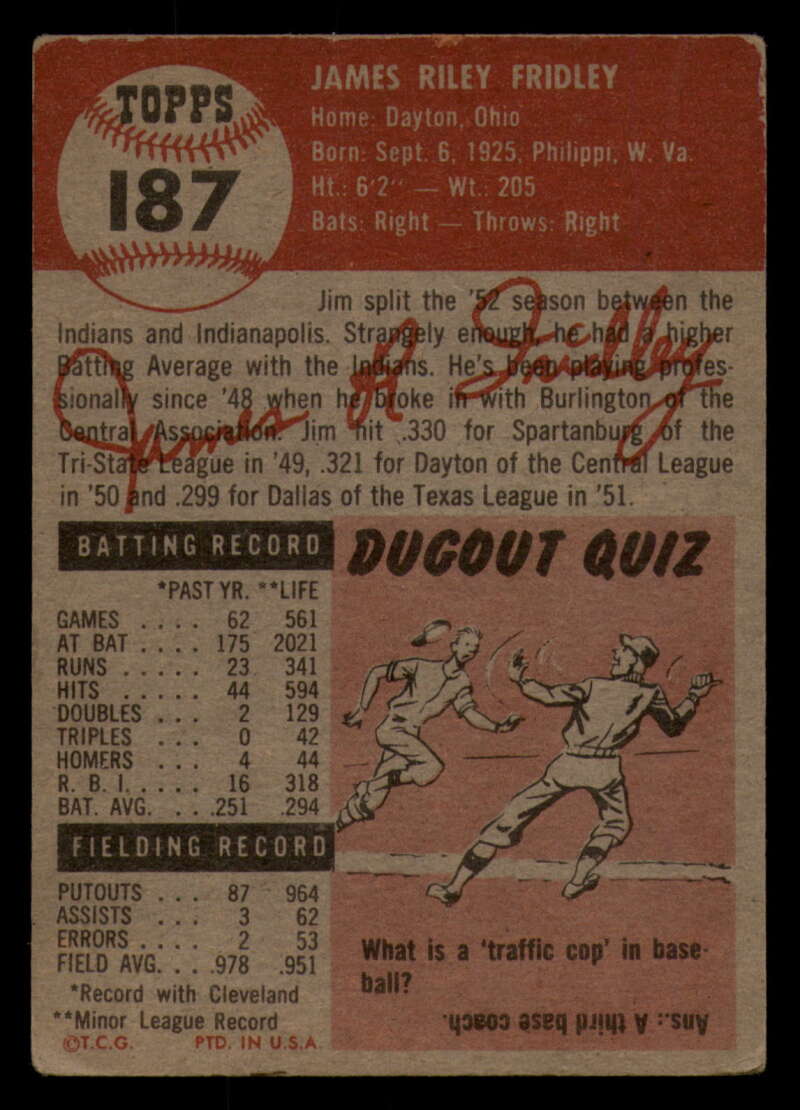 TOPPS
187
JAMES RILEY FRIDLEY
Home: Dayton, Ohio
Born: Sept. 6, 1925, Philippi, W. Va.
Ht.: 6'2" — Wt.: 205
Bats: Right — Throws: Right
Jim split the '52 season between the
Indians and Indianapolis. Strangely enough, he had a higher
Batting Average with the Indians. He's been playing profes-
sionally since '48 when he broke in with Burlington of the
Central Association. Jim hit .330 for Spartanburg of the
Tri-State League in '49, .321 for Dayton of the Central League
in '50 and .299 for Dallas of the Texas League in '51.
James R Fridley
BATTING RECORD
*PAST YR. **LIFE
GAMES . . . . 62 561
AT BAT . . . . 175 2021
RUNS . . . . . 23 341
HITS . . . . . 44 594
DOUBLES . . . 2 129
TRIPLES . . . 0 42
HOMERS . . . 4 44
R. B. I. . . . . 16 318
BAT. AVG. . . .251 .294
FIELDING RECORD
PUTOUTS . . . 87 964
ASSISTS . . . 3 62
ERRORS . . . . 2 53
FIELD AVG. . . .978 .951
*Record with Cleveland
**Minor League Record
©T.C.G. PTD. IN U.S.A
DUGOUT QUIZ
What is a 'traffic cop' in base-
ball?
Ans.: A third base coach.